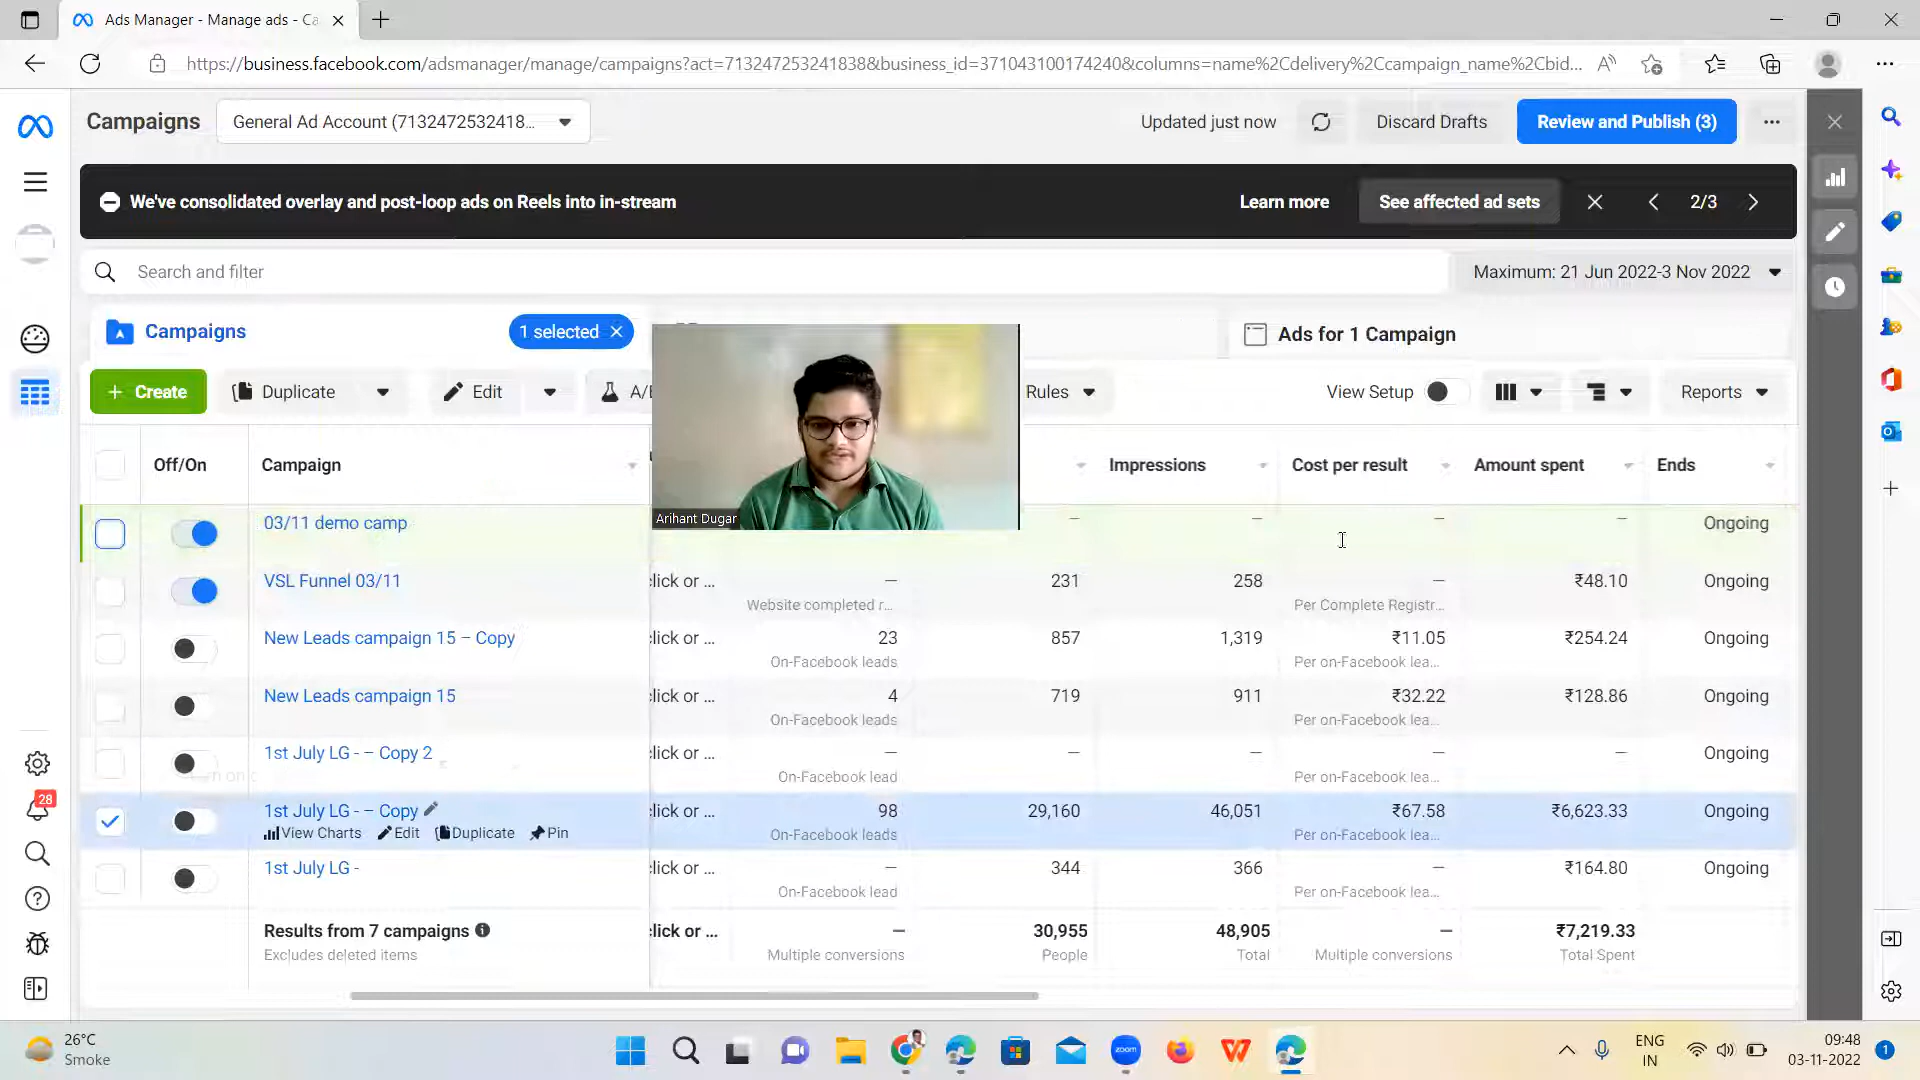 Ads Manager - Manage ads - Ca
https://business.facebook.com/adsmanager/manage/campaigns?act=713247253241838&business_id=371043100174240&columns=name%2Cdelivery%2Ccampaign_name%2Cbid...
Campaigns
General Ad Account (7132472532418...
Updated just now
Discard Drafts
Review and Publish (3)
We've consolidated overlay and post-loop ads on Reels into in-stream
Learn more
See affected ad sets
2/3
Search and filter
Maximum: 21 Jun 2022-3 Nov 2022
Campaigns
1 selected
Ads for 1 Campaign
+ Create
Duplicate
Edit
A/B
Rules
View Setup
Reports
Off/On
Campaign
Impressions
Cost per result
Amount spent
Ends
Arihant Dugar
03/11 demo camp
— — — —
Ongoing
VSL Funnel 03/11
click or ... — 231 258 — ₹48.10 Ongoing
Website completed r... Per Complete Registr...
New Leads campaign 15 – Copy
click or ... 23 857 1,319 ₹11.05 ₹254.24 Ongoing
On-Facebook leads Per on-Facebook lea...
New Leads campaign 15
click or ... 4 719 911 ₹32.22 ₹128.86 Ongoing
On-Facebook leads Per on-Facebook lea...
1st July LG - – Copy 2
click or ... — — — — — Ongoing
On-Facebook lead Per on-Facebook lea...
1st July LG - – Copy
click or ... 98 29,160 46,051 ₹67.58 ₹6,623.33 Ongoing
View Charts Edit Duplicate Pin
On-Facebook leads Per on-Facebook lea...
1st July LG -
click or ... — 344 366 — ₹164.80 Ongoing
On-Facebook lead Per on-Facebook lea...
Results from 7 campaigns
click or ... — 30,955 48,905 — ₹7,219.33
Excludes deleted items
Multiple conversions People Total Multiple conversions Total Spent
28
26°C
Smoke
zoom
ENG
IN
09:48
03-11-2022
1